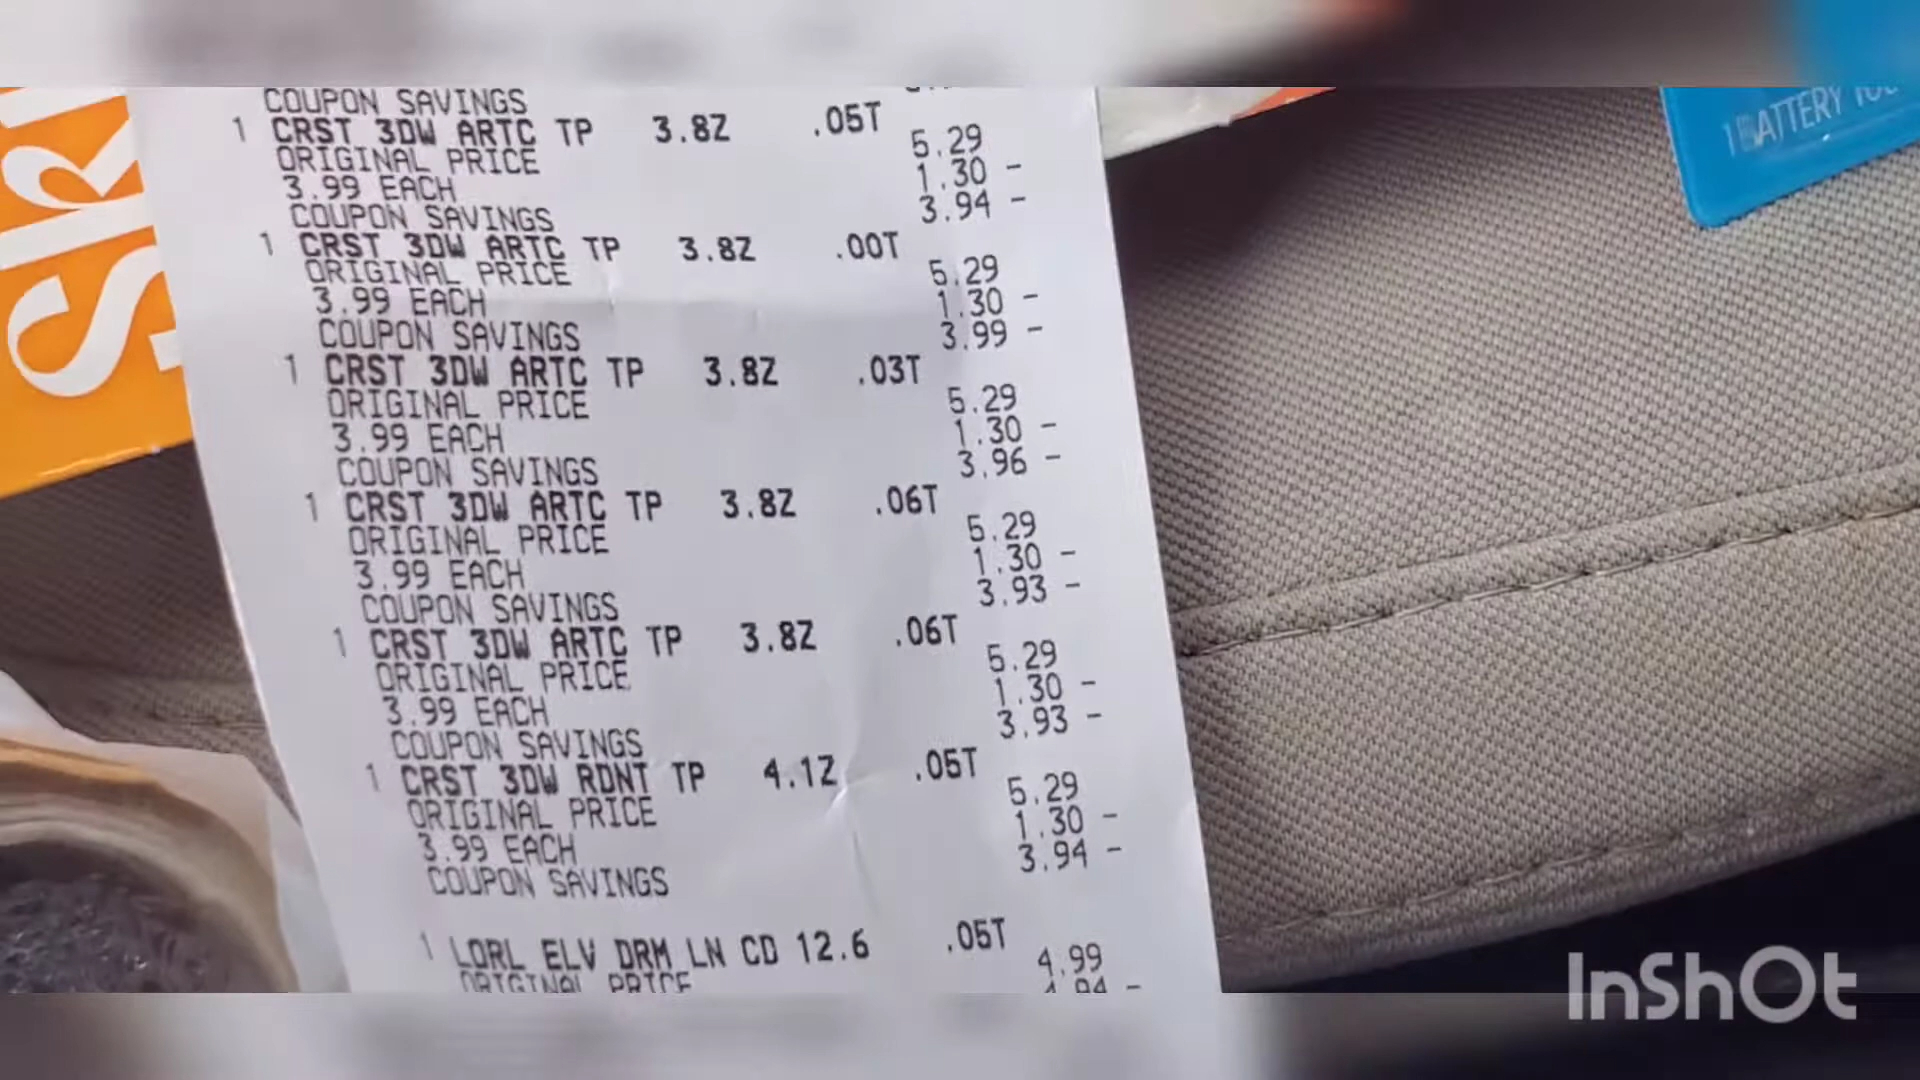 COUPON SAVINGS
1 CRST 3DW ARTC TP 3.8Z .05T
ORIGINAL PRICE 5.29
3.99 EACH 1.30 -
COUPON SAVINGS 3.94 -
1 CRST 3DW ARTC TP 3.8Z .00T
ORIGINAL PRICE 5.29
3.99 EACH 1.30 -
COUPON SAVINGS 3.99 -
1 CRST 3DW ARTC TP 3.8Z .03T
ORIGINAL PRICE 5.29
3.99 EACH 1.30 -
COUPON SAVINGS 3.96 -
1 CRST 3DW ARTC TP 3.8Z .06T
ORIGINAL PRICE 5.29
3.99 EACH 1.30 -
COUPON SAVINGS 3.93 -
1 CRST 3DW ARTC TP 3.8Z .06T
ORIGINAL PRICE 5.29
3.99 EACH 1.30 -
COUPON SAVINGS 3.93 -
1 CRST 3DW RDNT TP 4.1Z .05T
ORIGINAL PRICE 5.29
3.99 EACH 1.30 -
COUPON SAVINGS 3.94 -
1 LORL ELV DRM LN CD 12.6 .05T
ORIGINAL PRICE 4.99
4.94 -
BATTERY
InShOt